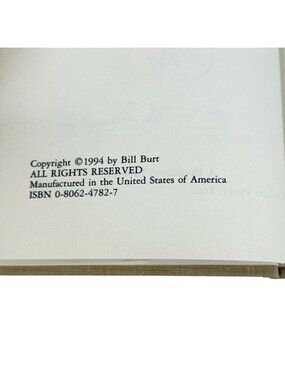 Copyright ©1994 by Bill Burt
ALL RIGHTS RESERVED
Manufactured in the United States of America
ISBN 0-8062-4782-7